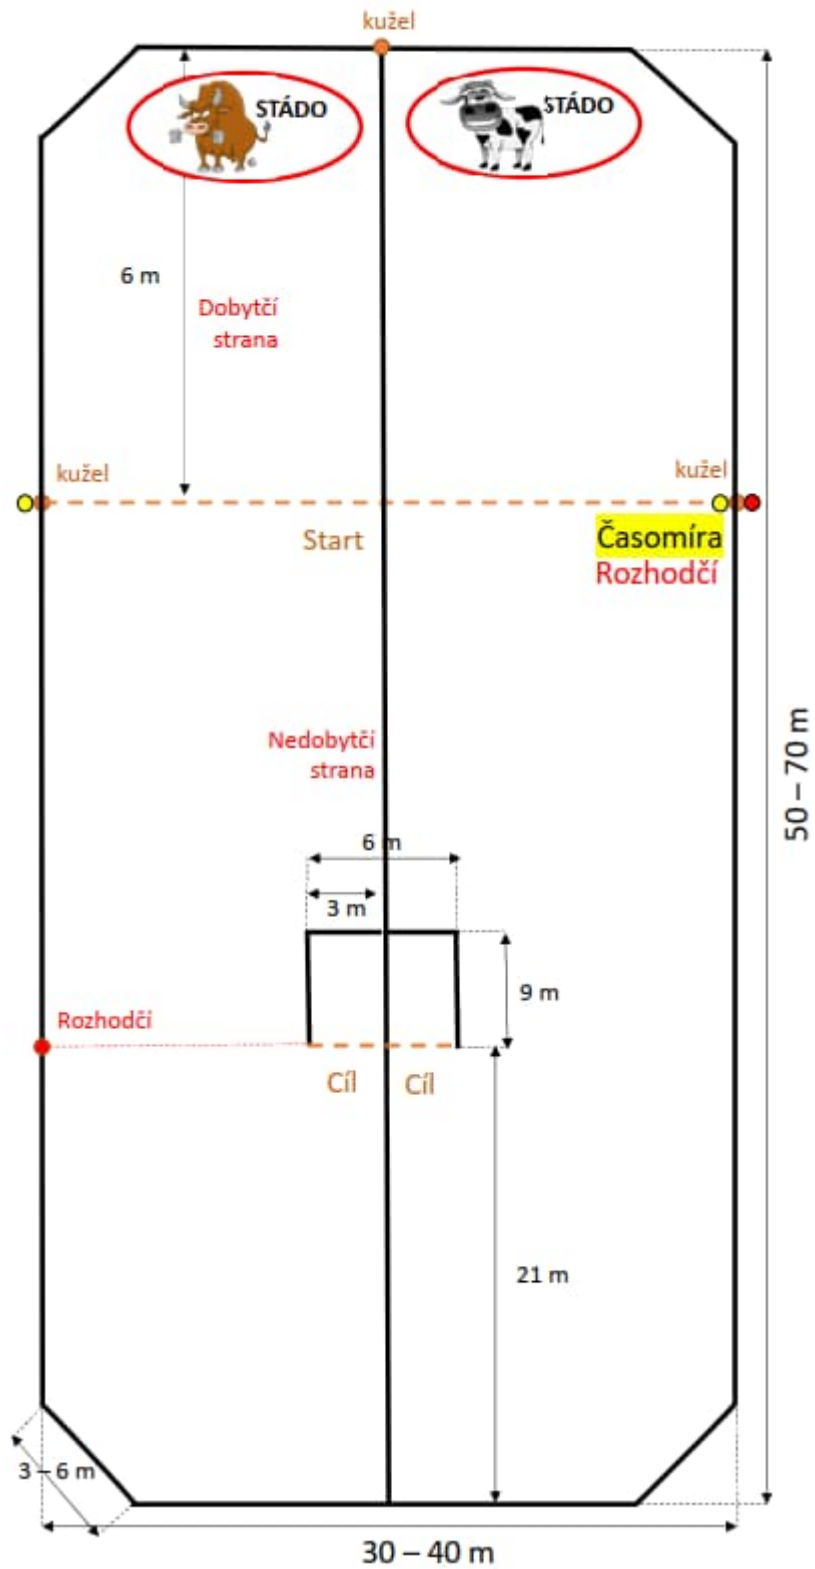 kužel
STÁDO
STÁDO
6 m
Dobytčí
strana
kužel
kužel
Start
Časomíra
Rozhodčí
Nedobytčí
strana
50 – 70 m
6 m
3 m
9 m
Rozhodčí
Cíl
Cíl
21 m
3 – 6 m
30 – 40 m